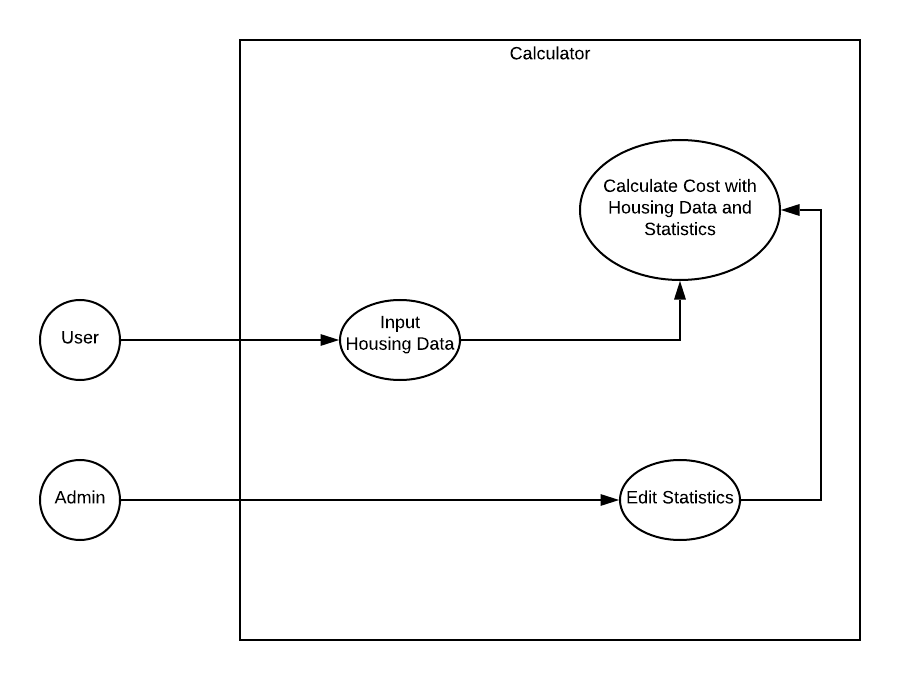 Calculator
Calculate Cost with
Housing Data and
Statistics
User
Input
Housing Data
Admin
Edit Statistics